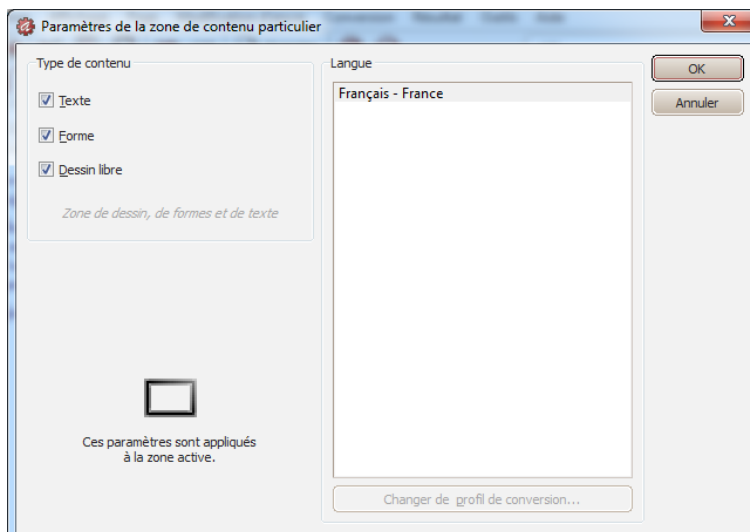 Paramètres de la zone de contenu particulier
Type de contenu
Texte
Forme
Dessin libre
Zone de dessin, de formes et de texte
Ces paramètres sont appliqués
à la zone active.
Langue
Français - France
Changer de profil de conversion...
OK
Annuler